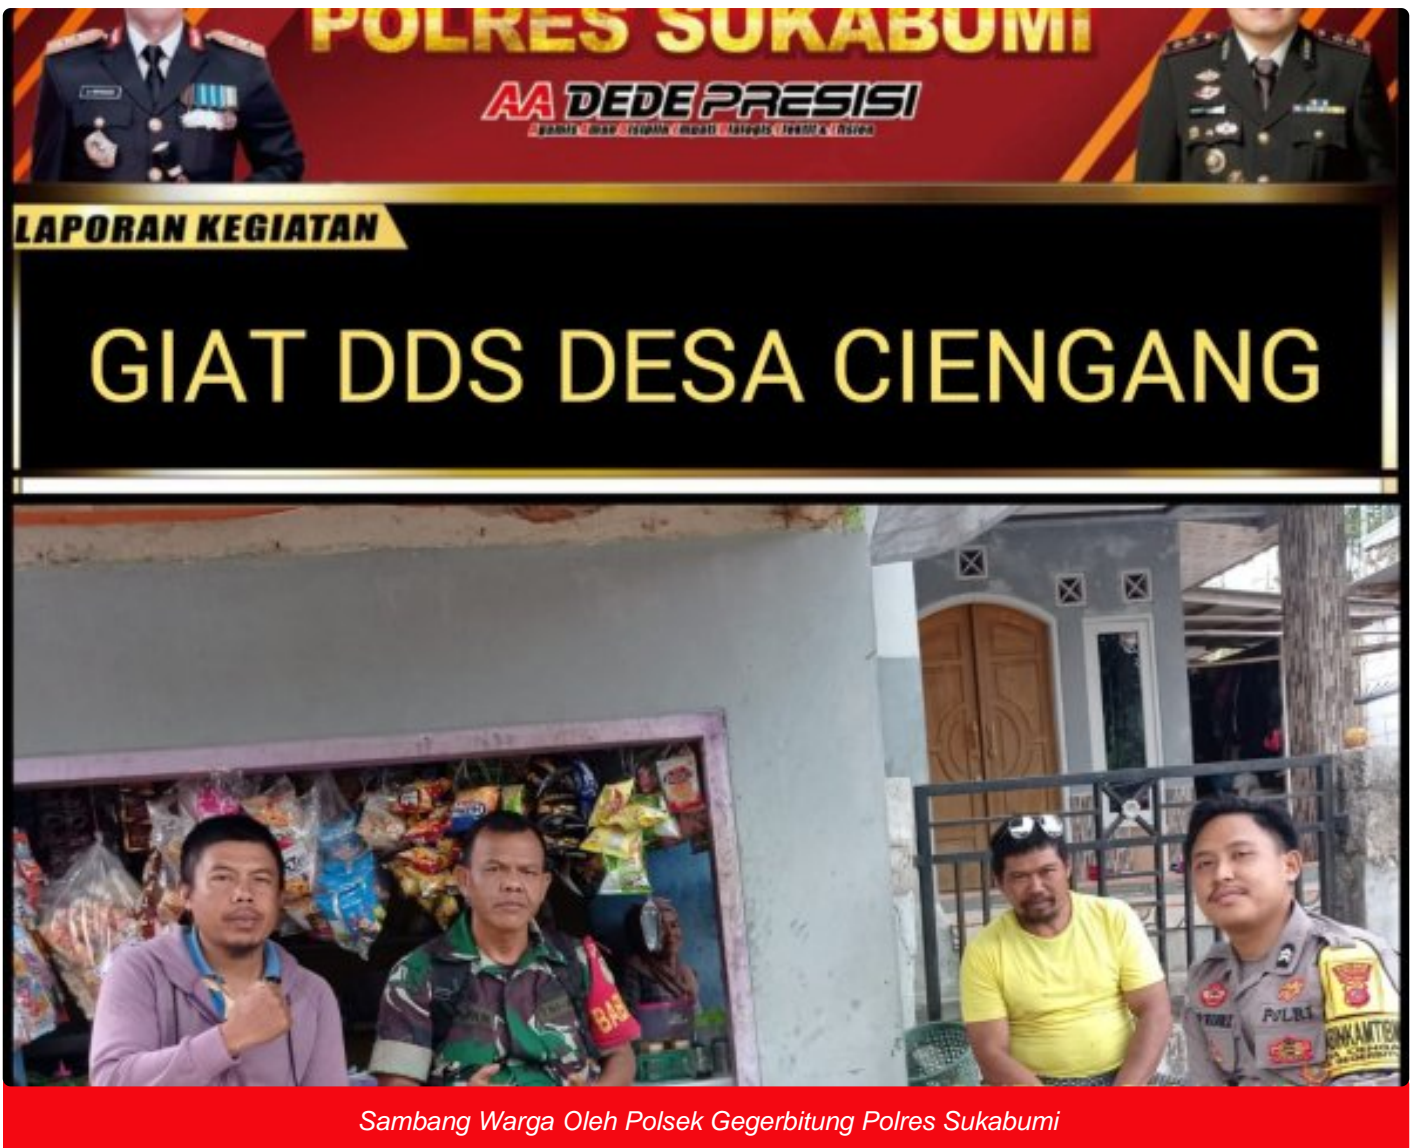 POLRES SUKABUMI
AA DEDE PRESISI
LAPORAN KEGIATAN
GIAT DDS DESA CIENGANG
POLRI
Sambang Warga Oleh Polsek Gegerbitung Polres Sukabumi